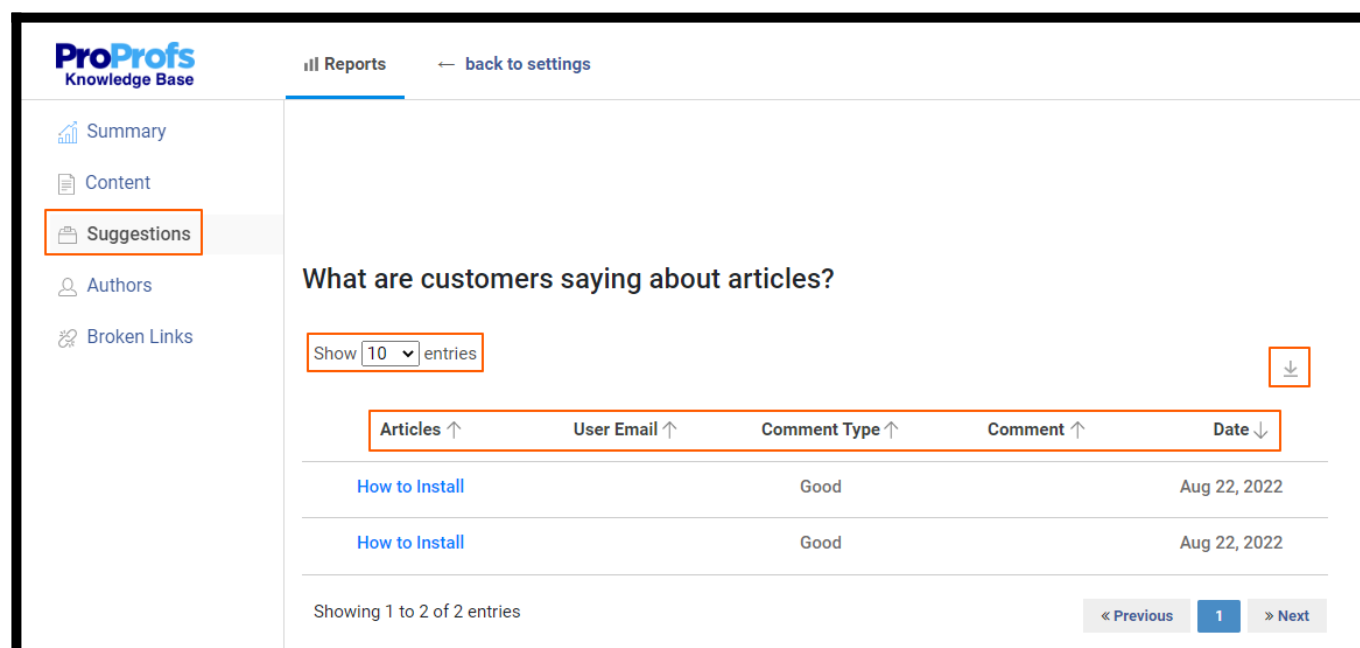 ProProfs
Knowledge Base
Reports
← back to settings
Summary
Content
Suggestions
Authors
Broken Links
What are customers saying about articles?
Show 10 entries
Articles ↑ User Email ↑ Comment Type ↑ Comment ↑ Date ↓
How to Install Good Aug 22, 2022
How to Install Good Aug 22, 2022
Showing 1 to 2 of 2 entries
« Previous 1 » Next